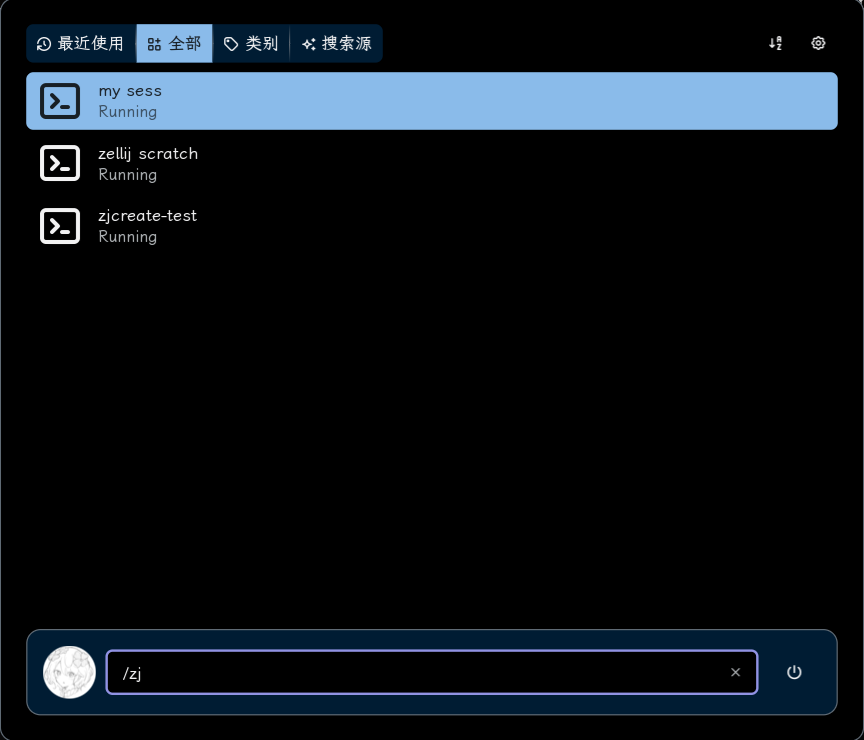 最近使用 全部 类别 搜索源
my sess
Running
zellij scratch
Running
zjcreate-test
Running
/zj